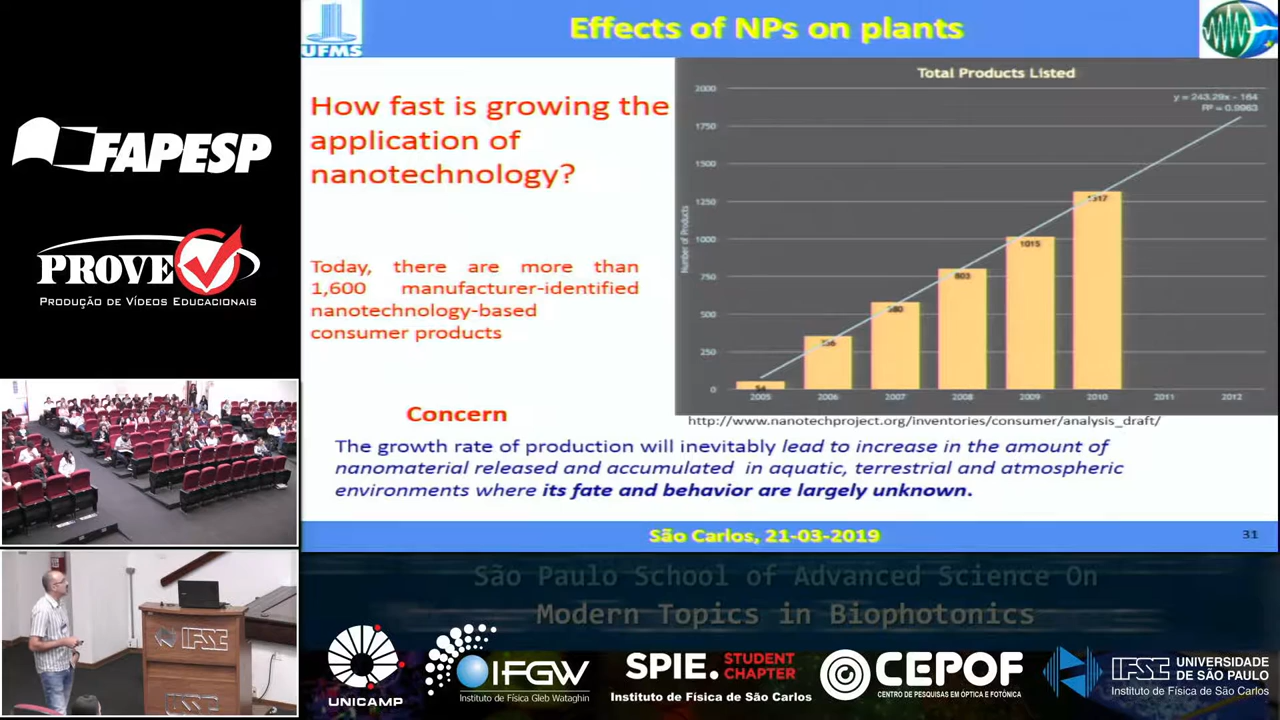 FAPESP
PROVE
PRODUÇÃO DE VÍDEOS EDUCACIONAIS
UFMS
Effects of NPs on plants
How fast is growing the
application of
nanotechnology?
Today, there are more than
1,600 manufacturer-identified
nanotechnology-based
consumer products
Total Products Listed
y = 243.29x - 164
R² = 0.9963
Number of Products
2000
1750
1500
1250
1000
750
500
250
0
54
803
1015
1317
2005 2006 2007 2008 2009 2010 2011 2012
http://www.nanotechproject.org/inventories/consumer/analysis_draft/
Concern
The growth rate of production will inevitably lead to increase in the amount of
nanomaterial released and accumulated in aquatic, terrestrial and atmospheric
environments where its fate and behavior are largely unknown.
São Carlos, 21-03-2019
31
IFSC
São Paulo School of Advanced Science On
Modern Topics in Biophotonics
UNICAMP
IFGW
Instituto de Física Gleb Wataghin
SPIE. STUDENT
CHAPTER
Instituto de Física de São Carlos
CEPOF
CENTRO DE PESQUISAS EM ÓPTICA E FOTÔNICA
IFSC UNIVERSIDADE
DE SÃO PAULO
Instituto de Física de São Carlos